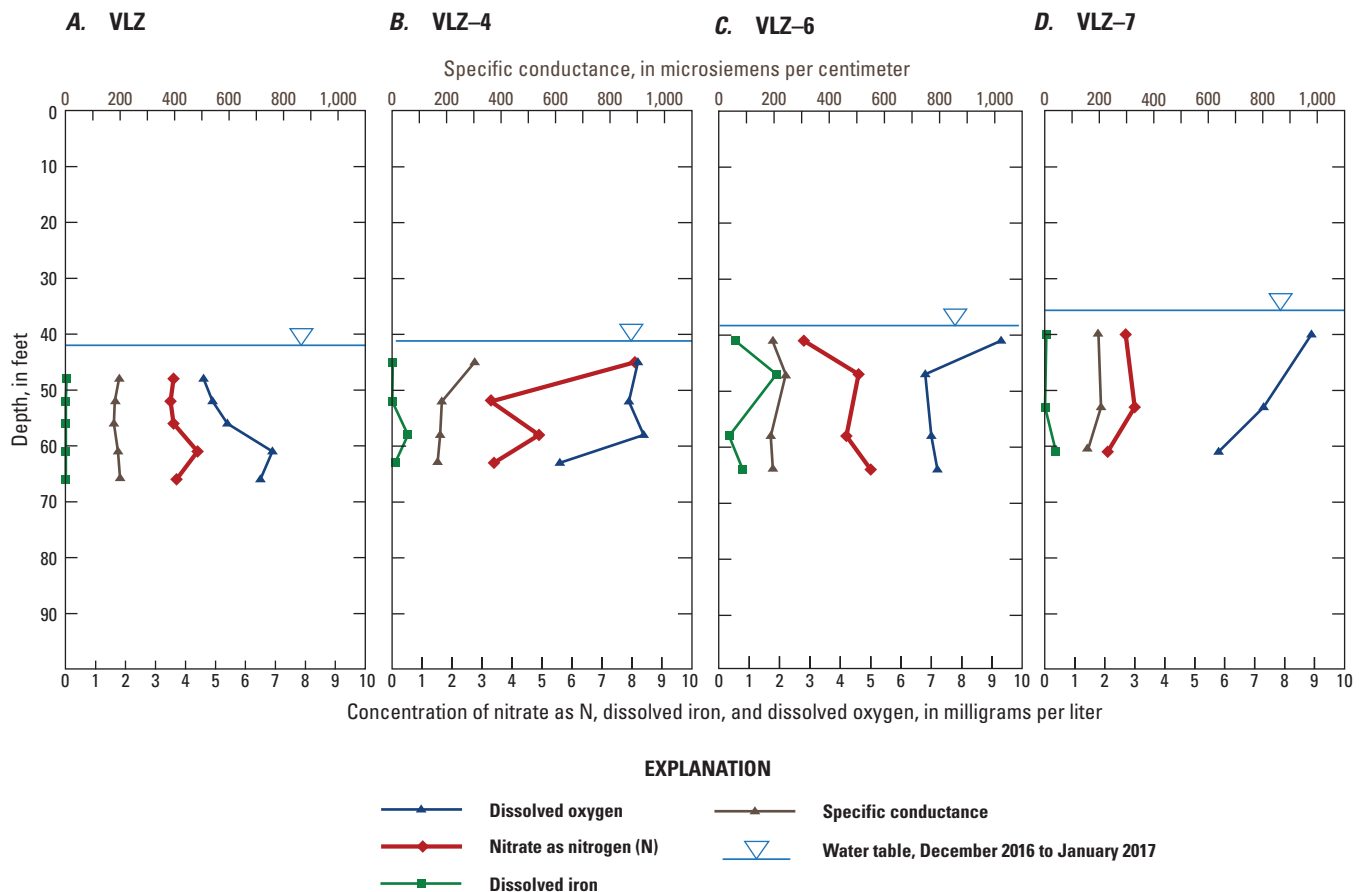 A. VLZ B. VLZ–4 C. VLZ–6 D. VLZ–7
Specific conductance, in microsiemens per centimeter
0 200 400 600 800 1,000 0 200 400 600 800 1,000 0 200 400 600 800 1,000 0 200 400 600 800 1,000
0
10
20
30
40
50
60
70
80
90
Depth, in feet
0 1 2 3 4 5 6 7 8 9 10 0 1 2 3 4 5 6 7 8 9 10 0 1 2 3 4 5 6 7 8 9 10 0 1 2 3 4 5 6 7 8 9 10
Concentration of nitrate as N, dissolved iron, and dissolved oxygen, in milligrams per liter
EXPLANATION
Dissolved oxygen
Nitrate as nitrogen (N)
Dissolved iron
Specific conductance
Water table, December 2016 to January 2017